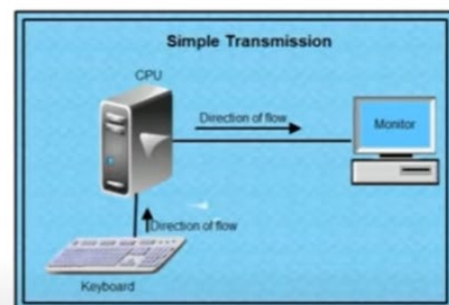 Simple Transmission
CPU
Direction of flow
Monitor
Direction of flow
Keyboard